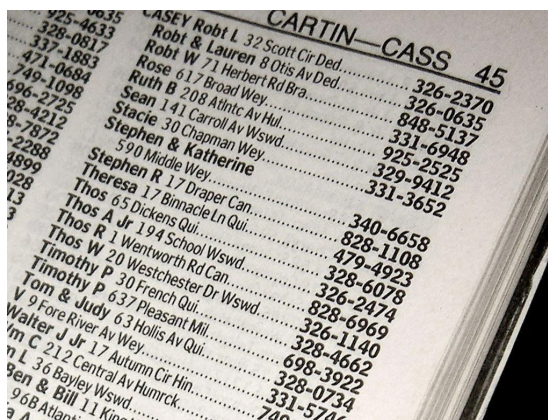 CARTIN—CASS 45
CASEY Robt L 32 Scott Cir Ded 326-2370
Robt & Lauren 8 Otis Av Ded 326-0635
Robt W 71 Herbert Rd Bra 848-5137
Rose 617 Broad Wey 331-6948
Ruth B 208 Atlntc Av Hul 925-2525
Sean 141 Carroll Av Wswd 329-9412
Stacie 30 Chapman Wey 331-3652
Stephen & Katherine
590 Middle Wey 340-6658
Stephen R 17 Draper Can 828-1108
Theresa 17 Binnacle Ln Qui 479-4923
Thos 65 Dickens Qui 328-6078
Thos A Jr 194 School Wswd 326-2474
Thos R 1 Wentworth Rd Can 828-6969
Thos W 20 Westchester Dr Wswd 326-1140
Timothy P 30 French Qui 328-4662
Timothy P 637 Pleasant Mil 698-3922
Tom & Judy 63 Hollis Av Qui 328-0734
V 9 Fore River Av Wey 331-5746
Walter J Jr 17 Autumn Cir Hin
C 212 Central Av Humrck
L 36 Bayley Wswd
Ben & Bill 11
925-4633
328-0817
337-1883
471-0684
749-1098
696-2725